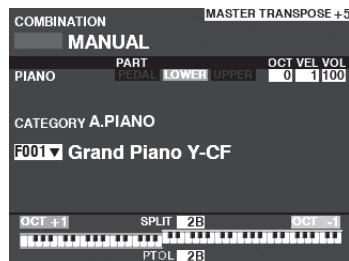 COMBINATION
MASTER TRANSPOSE +5
MANUAL
PART
OCT VEL VOL
PIANO
PEDAL LOWER UPPER
0 1 100
CATEGORY A.PIANO
F001▼ Grand Piano Y-CF
OCT +1
SPLIT 2B
OCT -1
PTOL 2B